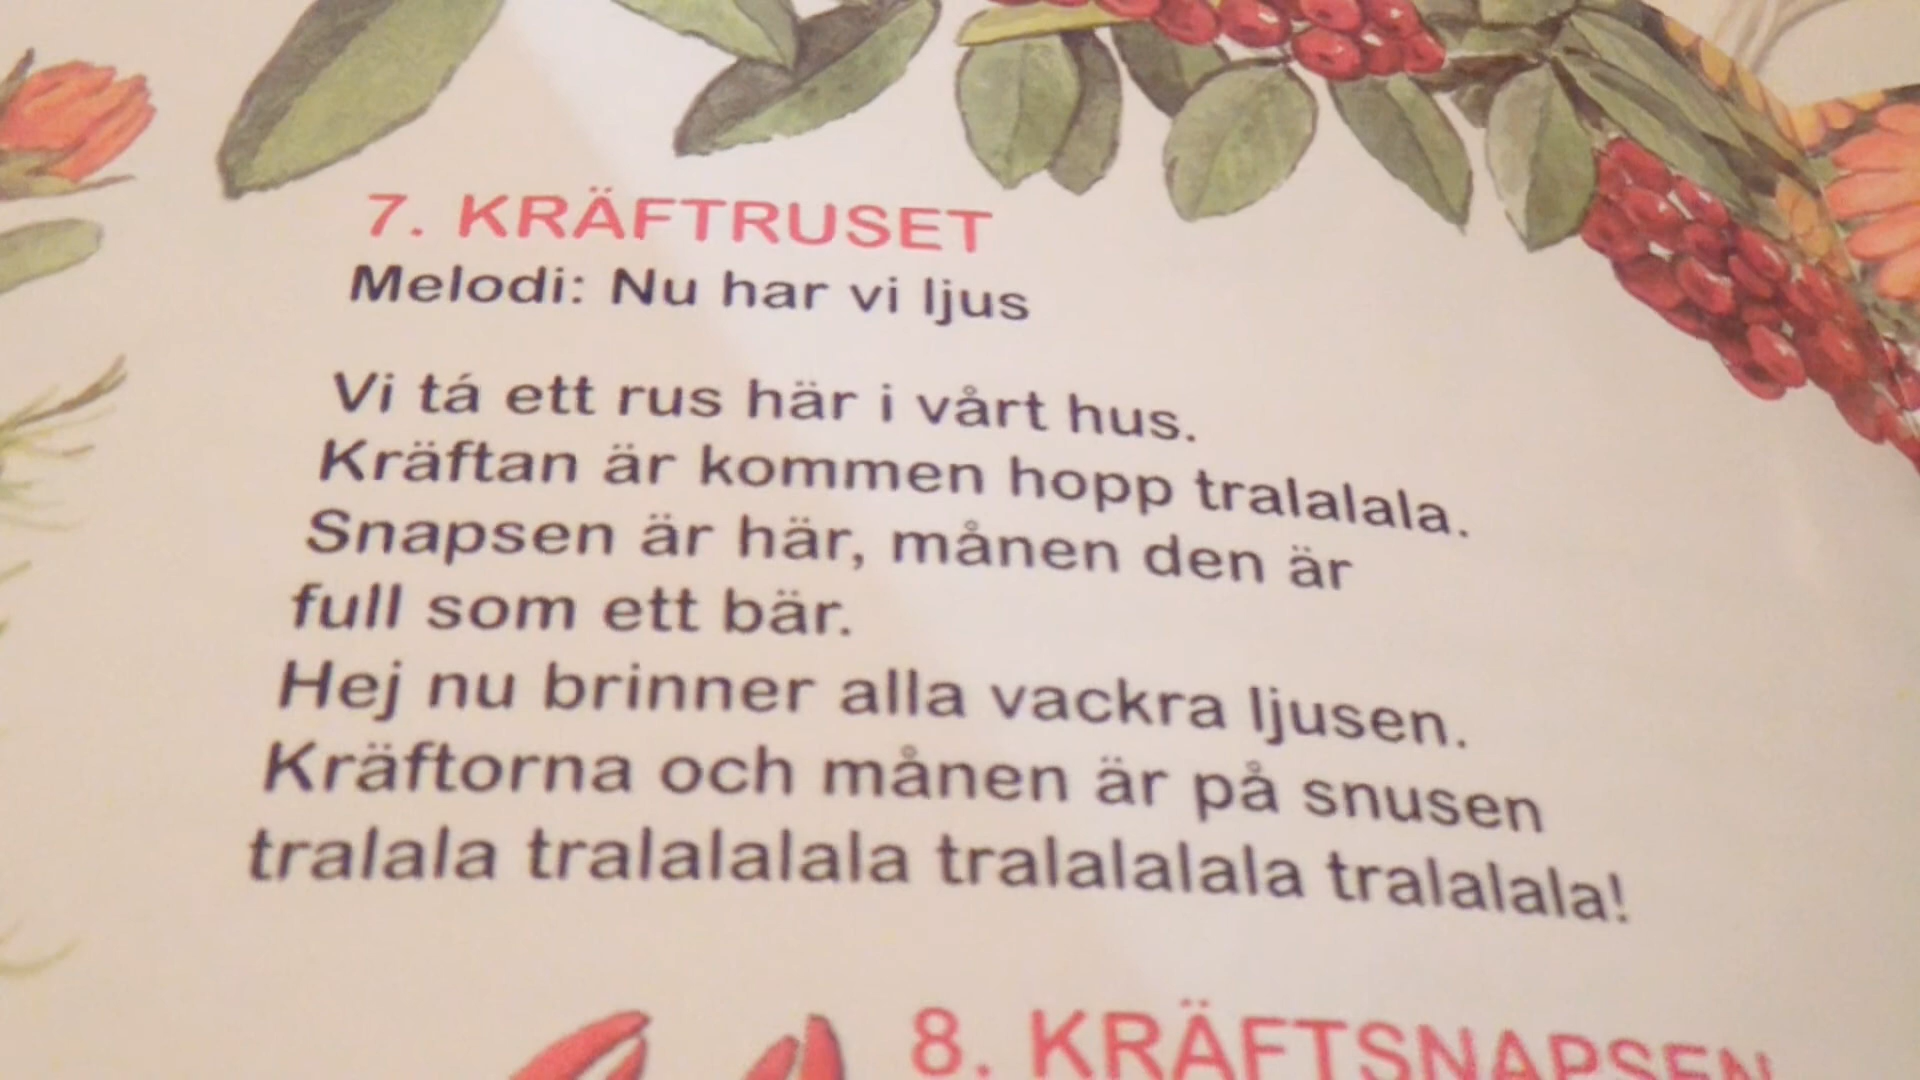 7. KRÄFTRUSET
Melodi: Nu har vi ljus
Vi tá ett rus här i vårt hus.
Kräftan är kommen hopp tralalala.
Snapsen är här, månen den är
full som ett bär.
Hej nu brinner alla vackra ljusen.
Kräftorna och månen är på snusen
tralala tralalalala tralalalala tralalala!
8. KRÄFTSNAPSEN